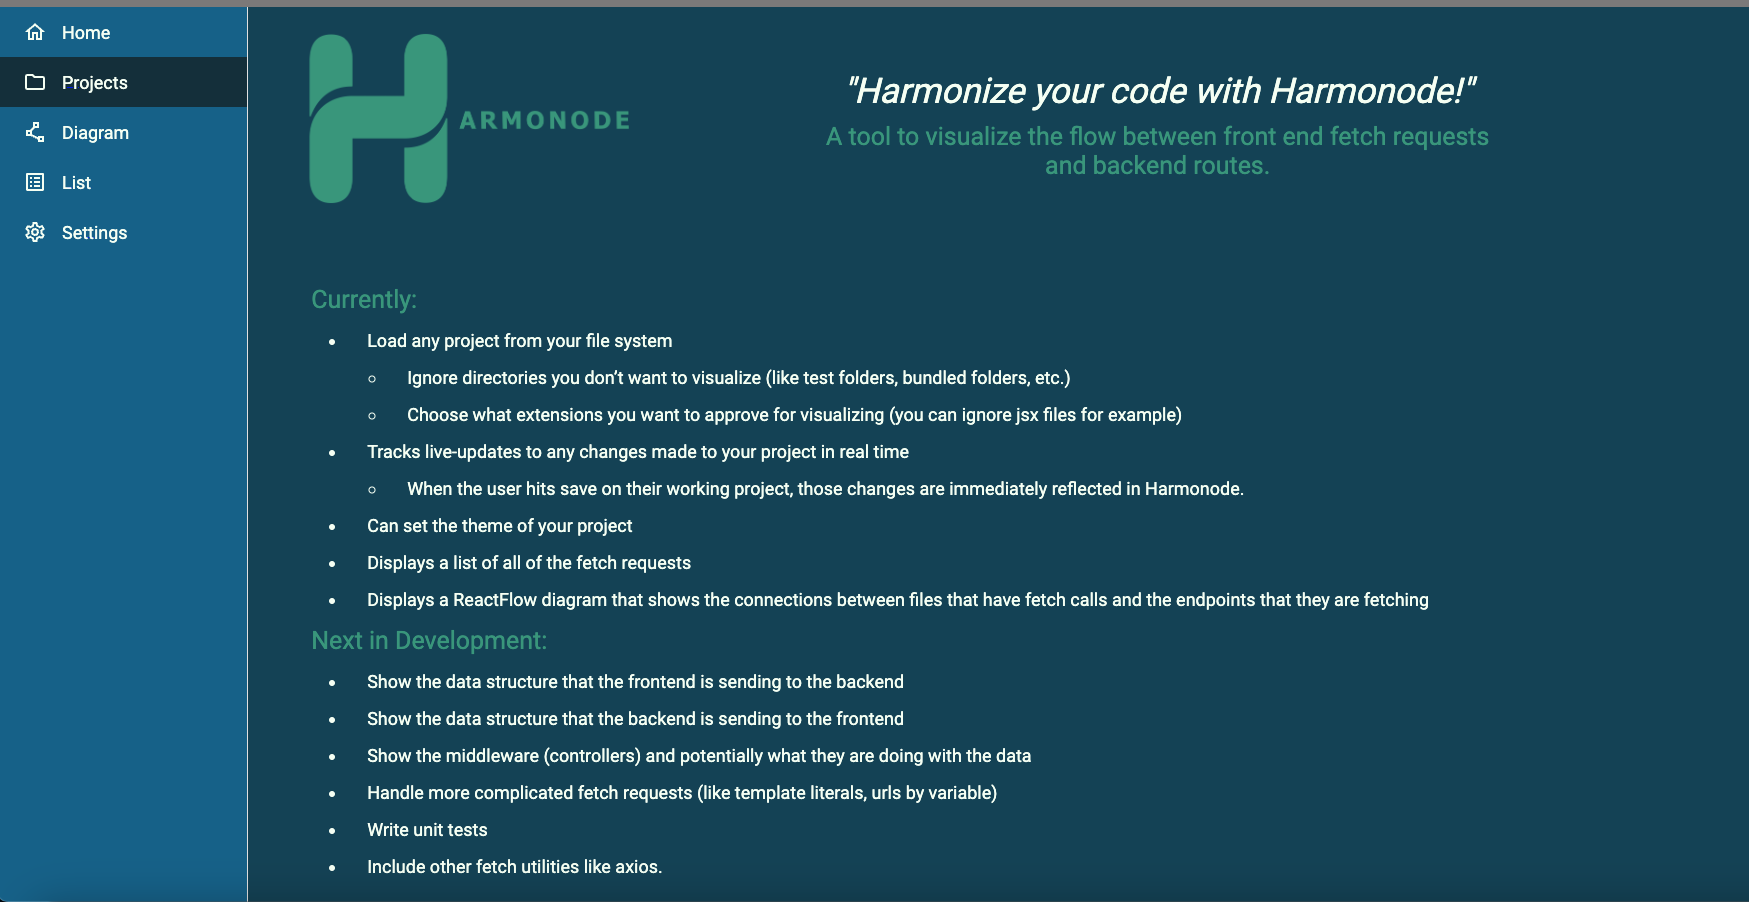 Home
Projects
Diagram
List
Settings
HARMONODE
"Harmonize your code with Harmonode!"
A tool to visualize the flow between front end fetch requests
and backend routes.
Currently:
• Load any project from your file system
◦ Ignore directories you don’t want to visualize (like test folders, bundled folders, etc.)
◦ Choose what extensions you want to approve for visualizing (you can ignore jsx files for example)
• Tracks live-updates to any changes made to your project in real time
◦ When the user hits save on their working project, those changes are immediately reflected in Harmonode.
• Can set the theme of your project
• Displays a list of all of the fetch requests
• Displays a ReactFlow diagram that shows the connections between files that have fetch calls and the endpoints that they are fetching
Next in Development:
• Show the data structure that the frontend is sending to the backend
• Show the data structure that the backend is sending to the frontend
• Show the middleware (controllers) and potentially what they are doing with the data
• Handle more complicated fetch requests (like template literals, urls by variable)
• Write unit tests
• Include other fetch utilities like axios.